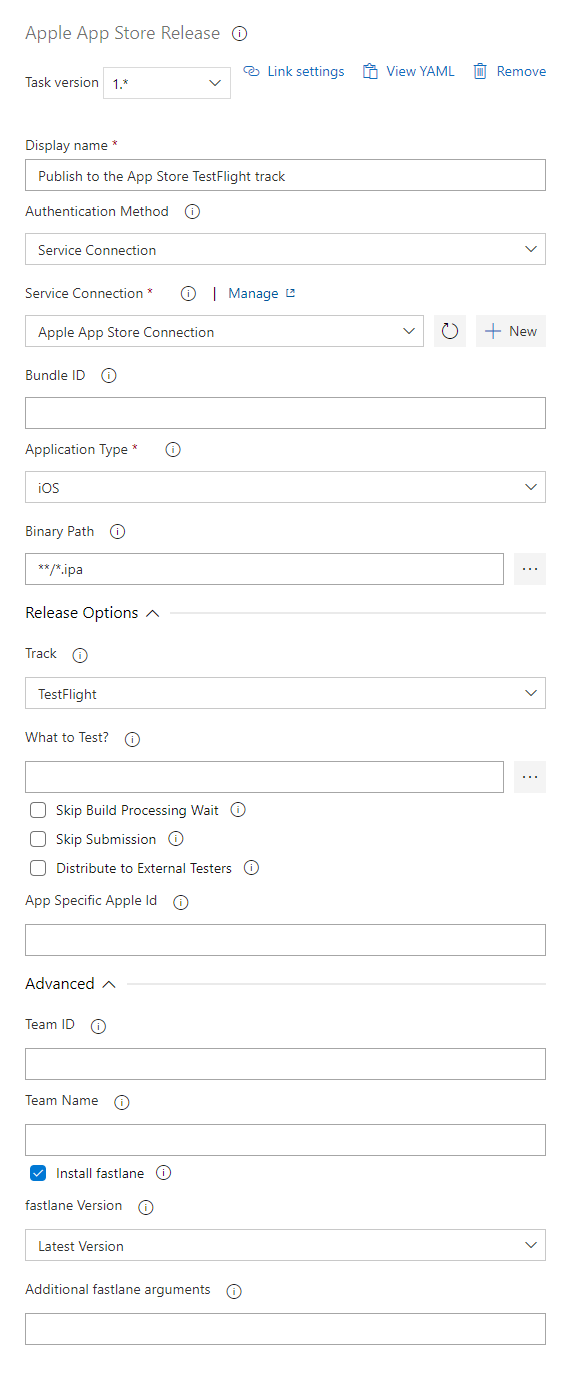 Apple App Store Release
Task version 1.* Link settings View YAML Remove
Display name *
Publish to the App Store TestFlight track
Authentication Method
Service Connection
Service Connection * | Manage
Apple App Store Connection New
Bundle ID
Application Type *
iOS
Binary Path
**/*.ipa ...
Release Options
Track
TestFlight
What to Test?
...
Skip Build Processing Wait
Skip Submission
Distribute to External Testers
App Specific Apple Id
Advanced
Team ID
Team Name
Install fastlane
fastlane Version
Latest Version
Additional fastlane arguments